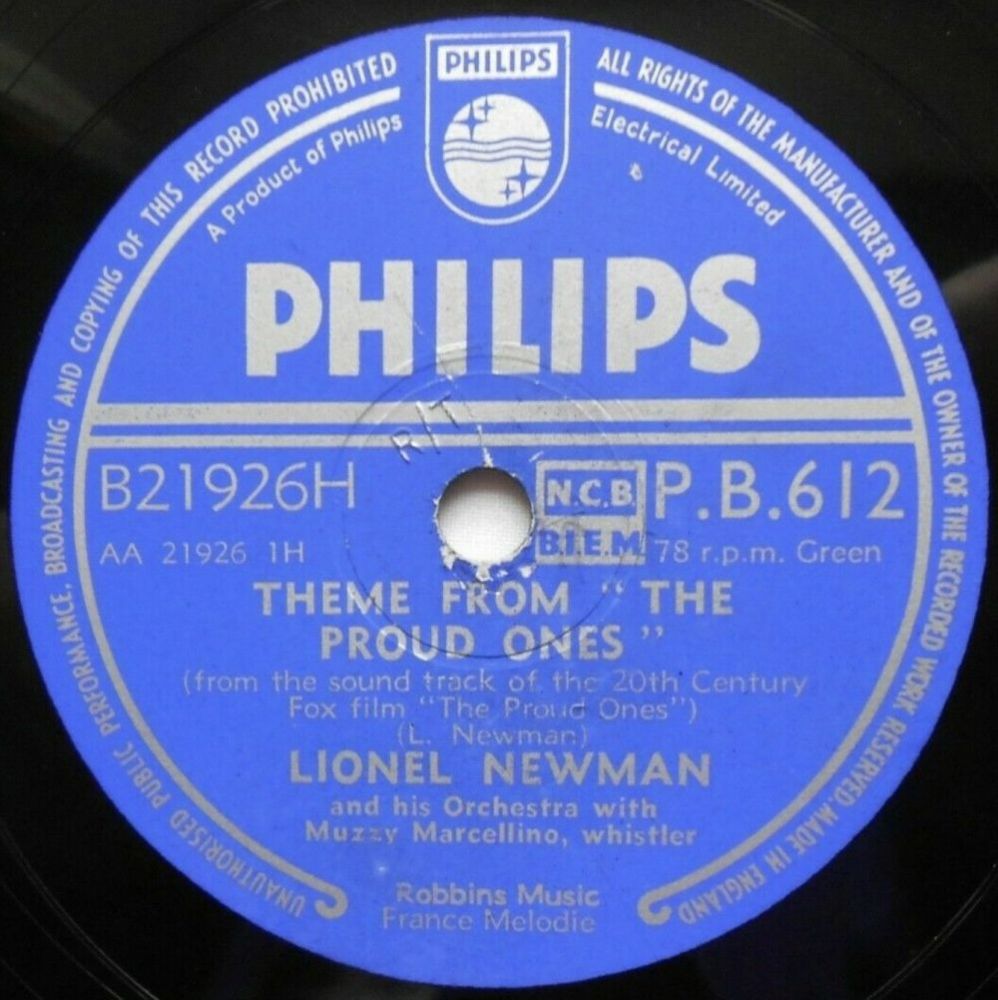 PHILIPS
UNAUTHORISED PUBLIC PERFORMANCE, BROADCASTING AND COPYING OF THIS RECORD PROHIBITED
ALL RIGHTS OF THE MANUFACTURER AND OF THE OWNER OF THE RECORDED WORK RESERVED. MADE IN ENGLAND
A Product of Philips
Electrical Limited
PHILIPS
R/T
B21926H
N.C.B.
P.B.612
AA 21926 1H
B.I.E.M.
78 r.p.m. Green
THEME FROM “THE
PROUD ONES”
(from the sound track of the 20th Century
Fox film “The Proud Ones”)
(L. Newman)
LIONEL NEWMAN
and his Orchestra with
Muzzy Marcellino, whistler
Robbins Music
France Melodie